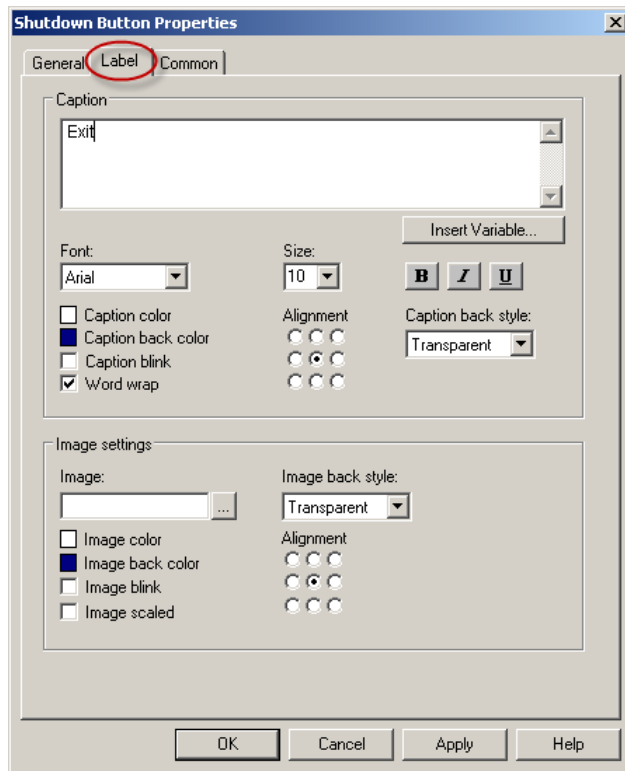 Shutdown Button Properties
General Label Common
Caption
Exit
Insert Variable...
Font: Size:
Arial 10 B I U
Caption color Alignment Caption back style:
Caption back color Transparent
Caption blink
Word wrap
Image settings
Image: Image back style:
... Transparent
Image color Alignment
Image back color
Image blink
Image scaled
OK Cancel Apply Help